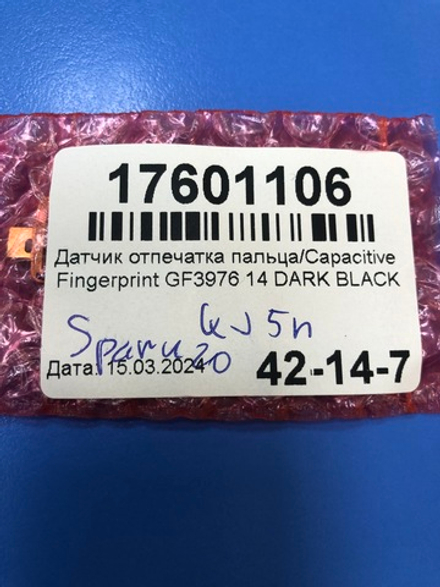 17601106
Датчик отпечатка пальца/Capacitive
Fingerprint GF3976 14 DARK BLACK
KJ5n
Spark 20
Дата: 15.03.2024
42-14-7